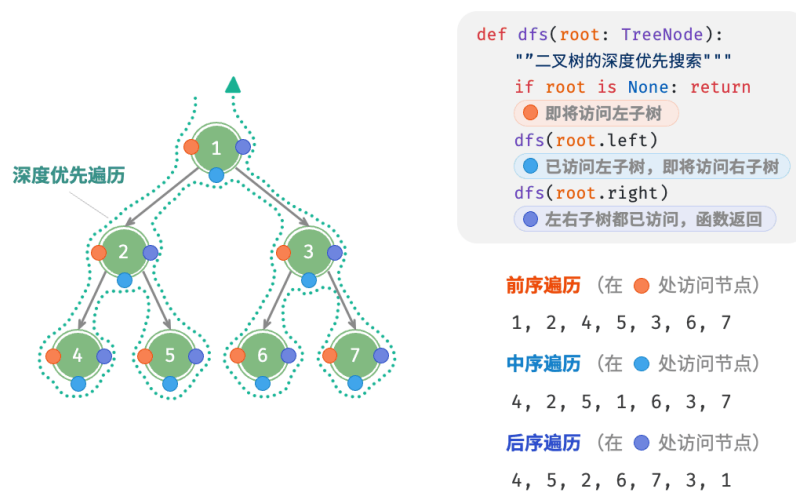 def dfs(root: TreeNode):
"”二叉树的深度优先搜索"""
if root is None: return
即将访问左子树
dfs(root.left)
已访问左子树，即将访问右子树
dfs(root.right)
左右子树都已访问，函数返回
深度优先遍历
1
2
3
4
5
6
7
前序遍历 （在 处访问节点）
1, 2, 4, 5, 3, 6, 7
中序遍历 （在 处访问节点）
4, 2, 5, 1, 6, 3, 7
后序遍历 （在 处访问节点）
4, 5, 2, 6, 7, 3, 1